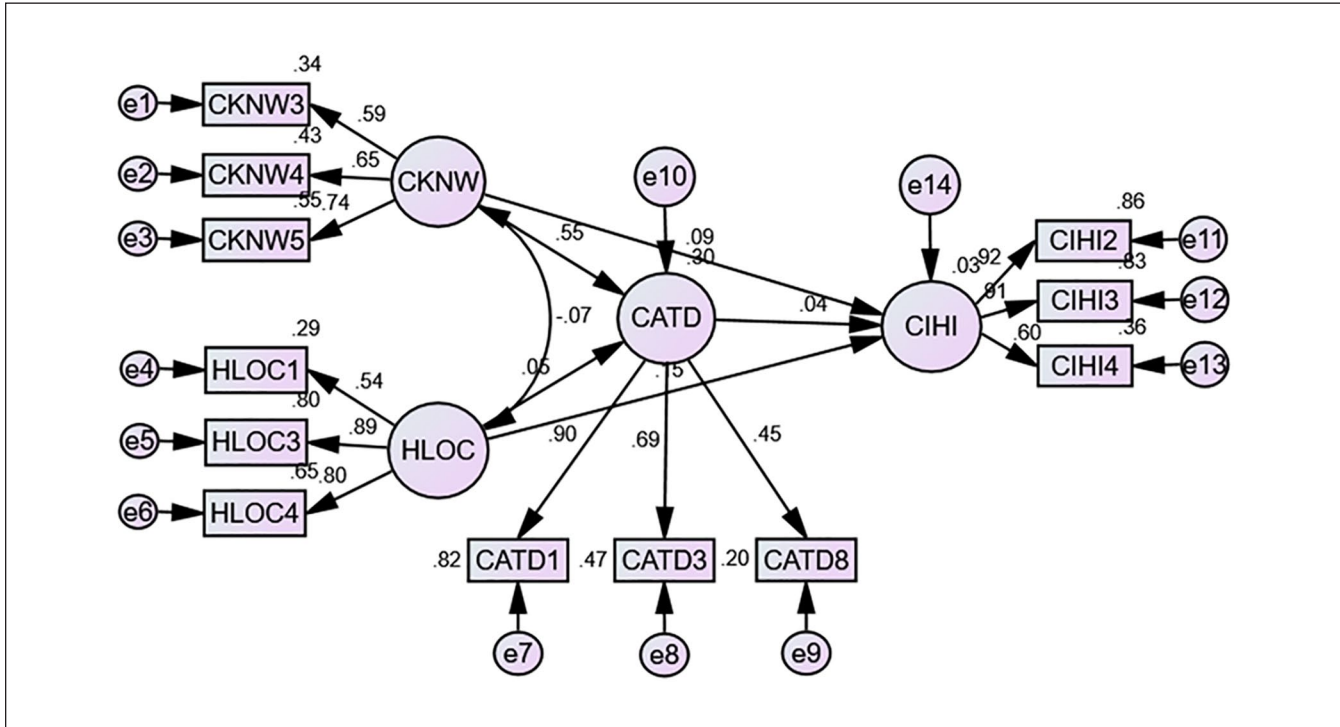 .34
e1 CKNW3 .59
.43
e2 CKNW4 .65 CKNW
.55 .74
e3 CKNW5
e10
e14
.86
.55 .09
.30
CIHI2 e11
.03 .92
.83
CATD .04 CIHI .91 CIHI3 e12
-.07
.60 .36
CIHI4 e13
.29
e4 HLOC1 .54
.05
.80
e5 HLOC3 .89 HLOC
.90 .69 .45
.65 .80
e6 HLOC4
.82 CATD1 .47 CATD3 .20 CATD8
e7 e8 e9